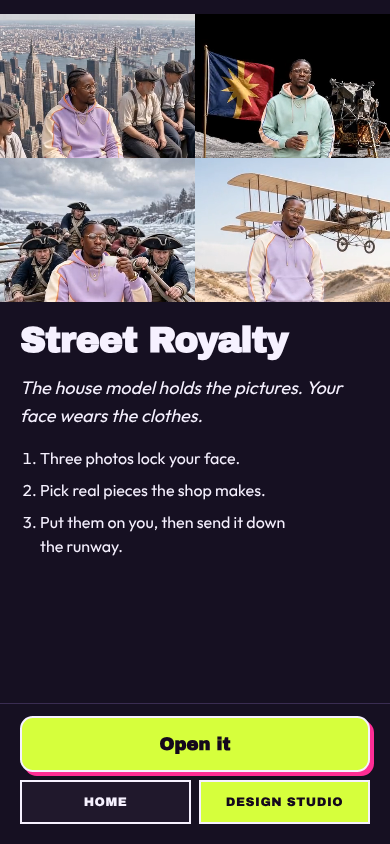 Street Royalty
The house model holds the pictures. Your
face wears the clothes.
1. Three photos lock your face.
2. Pick real pieces the shop makes.
3. Put them on you, then send it down
the runway.
Open it
HOME
DESIGN STUDIO